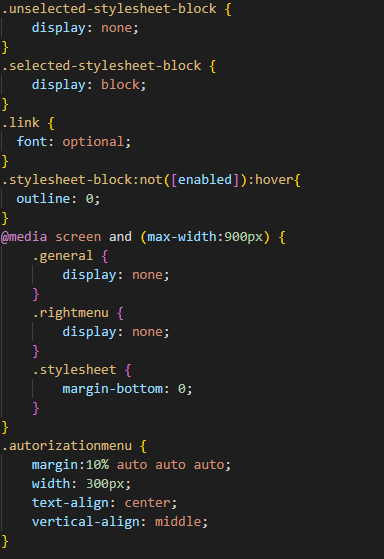 .unselected-stylesheet-block {
    display: none;
}
.selected-stylesheet-block {
    display: block;
}
.link {
  font: optional;
}
.stylesheet-block:not([enabled]):hover{
  outline: 0;
}
@media screen and (max-width:900px) {
    .general {
        display: none;
    }
    .rightmenu {
        display: none;
    }
    .stylesheet {
        margin-bottom: 0;
    }
}
.autorizationmenu {
    margin:10% auto auto auto;
    width: 300px;
    text-align: center;
    vertical-align: middle;
}